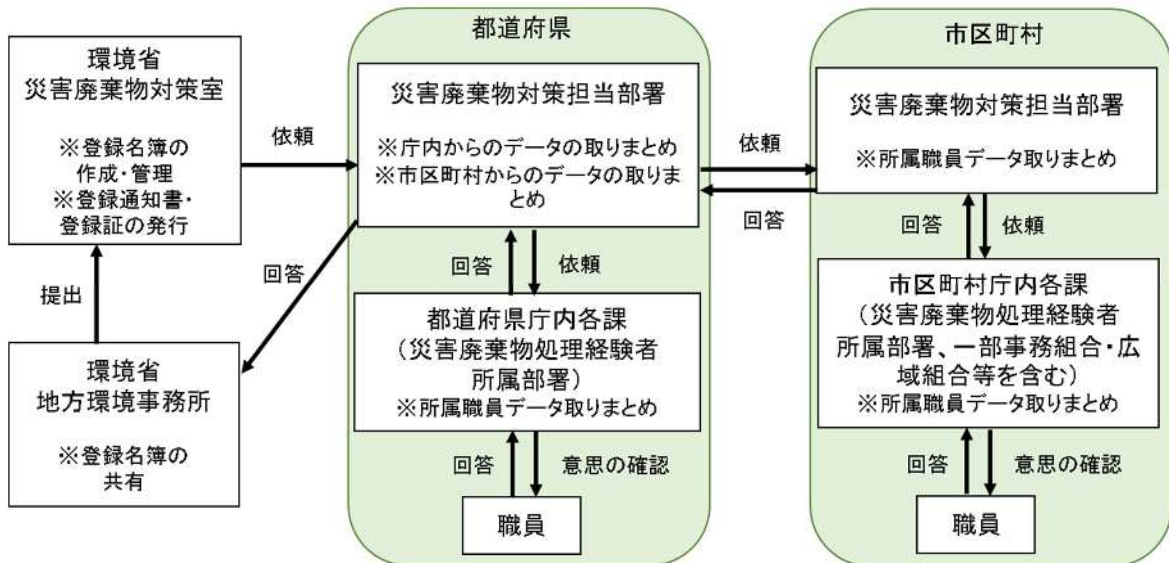 環境省
災害廃棄物対策室
※登録名簿の
作成・管理
※登録通知書・
登録証の発行
提出
環境省
地方環境事務所
※登録名簿の
共有
依頼
回答
都道府県
災害廃棄物対策担当部署
※庁内からのデータの取りまとめ
※市区町村からのデータの取りま
とめ
回答
依頼
都道府県庁内各課
(災害廃棄物処理経験者
所属部署)
※所属職員データ取りまとめ
回答
意思の確認
職員
依頼
回答
市区町村
災害廃棄物対策担当部署
※所属職員データ取りまとめ
回答
依頼
市区町村庁内各課
(災害廃棄物処理経験者
所属部署、一部事務組合・広
域組合等を含む)
※所属職員データ取りまとめ
回答
意思の確認
職員